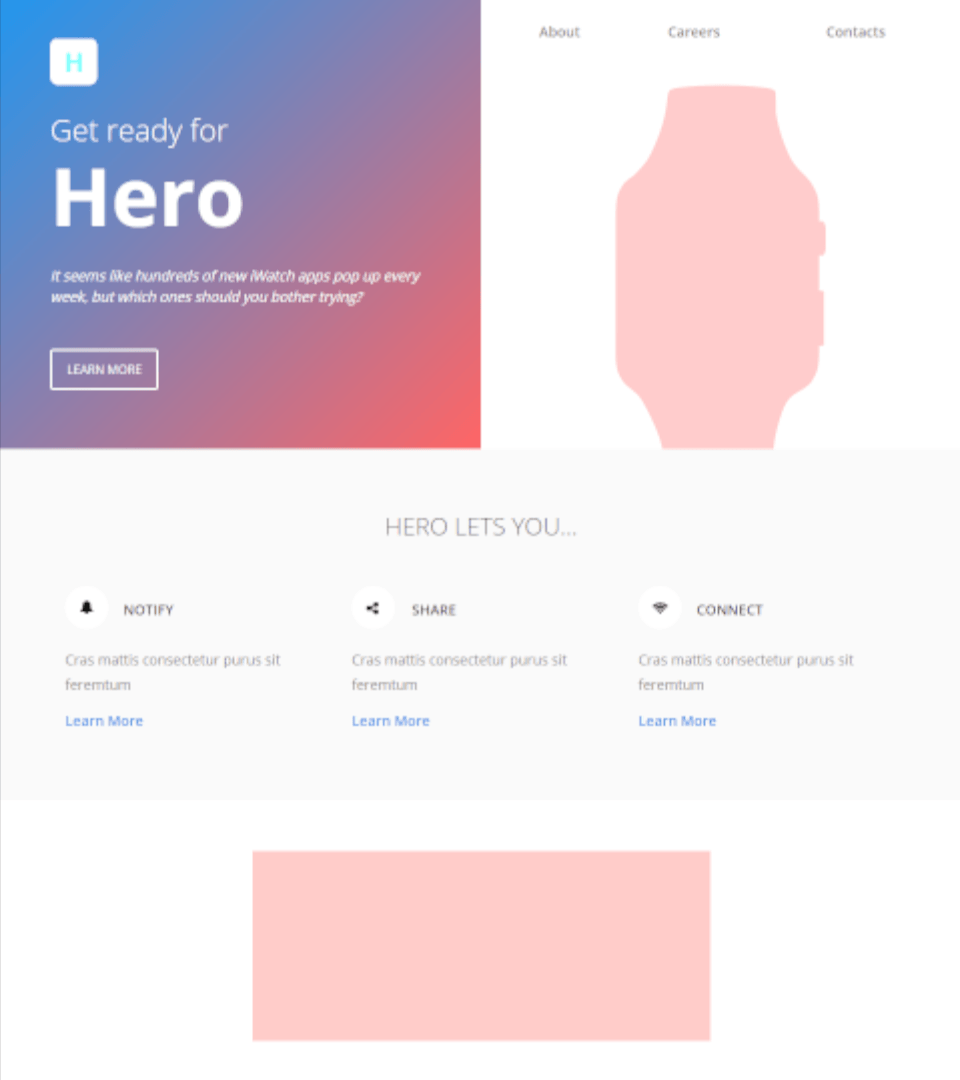 H
About Careers Contacts
Get ready for
Hero
It seems like hundreds of new iWatch apps pop up every
week, but which ones should you bother trying?
LEARN MORE
HERO LETS YOU...
NOTIFY
Cras mattis consectetur purus sit
feremtum
Learn More
SHARE
Cras mattis consectetur purus sit
feremtum
Learn More
CONNECT
Cras mattis consectetur purus sit
feremtum
Learn More